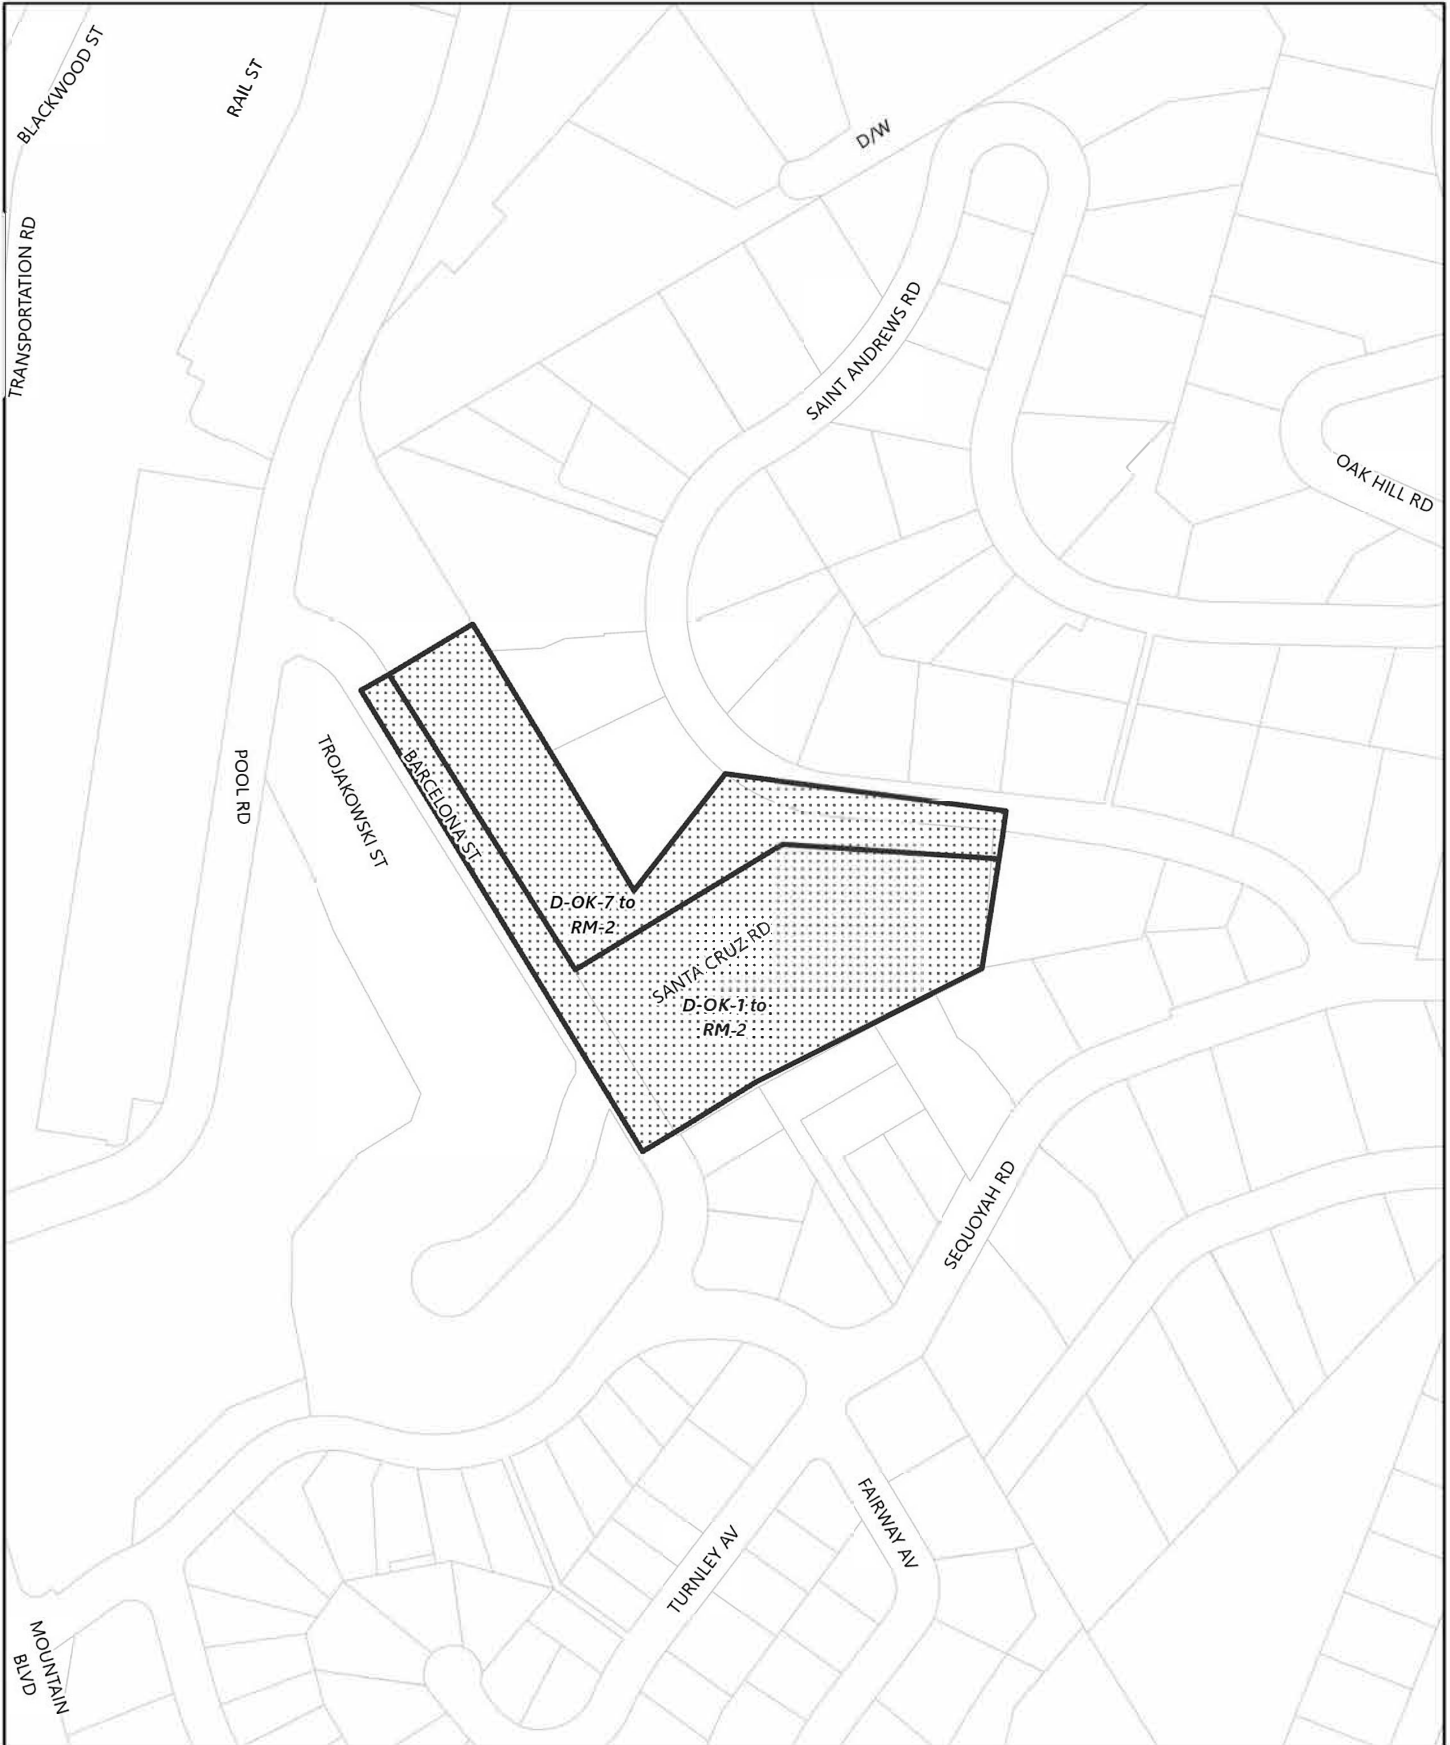 BLACKWOOD ST
RAIL ST
D/W
TRANSPORTATION RD
SAINT ANDREWS RD
OAK HILL RD
POOL RD
TROJAKOWSKI ST
BARCELONA ST
D-OK-7 to
RM-2
SANTA CRUZ RD
D-OK-1 to
RM-2
SEQUOYAH RD
FAIRWAY AV
TURNLEY AV
MOUNTAIN
BLVD